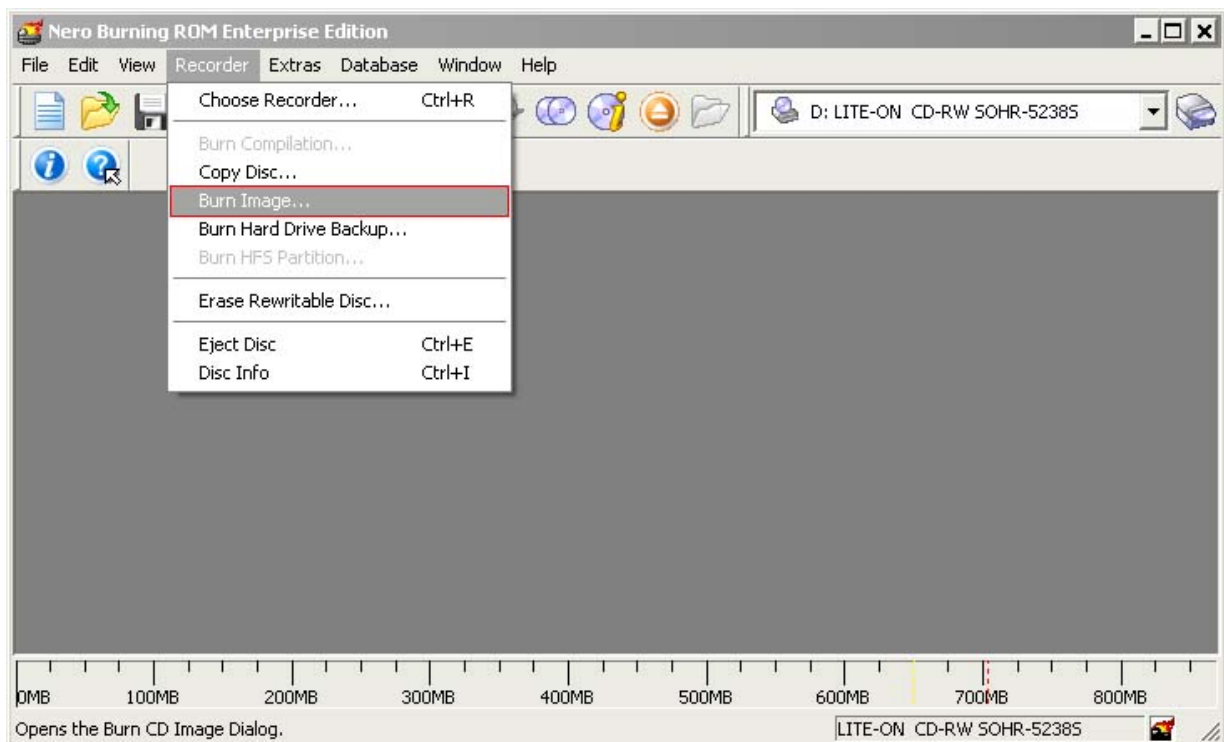 Nero Burning ROM Enterprise Edition
File Edit View Recorder Extras Database Window Help
Choose Recorder... Ctrl+R
D: LITE-ON CD-RW SOHR-5238S
Burn Compilation...
Copy Disc...
Burn Image...
Burn Hard Drive Backup...
Burn HFS Partition...
Erase Rewritable Disc...
Eject Disc Ctrl+E
Disc Info Ctrl+I
0MB 100MB 200MB 300MB 400MB 500MB 600MB 700MB 800MB
Opens the Burn CD Image Dialog. LITE-ON CD-RW SOHR-5238S